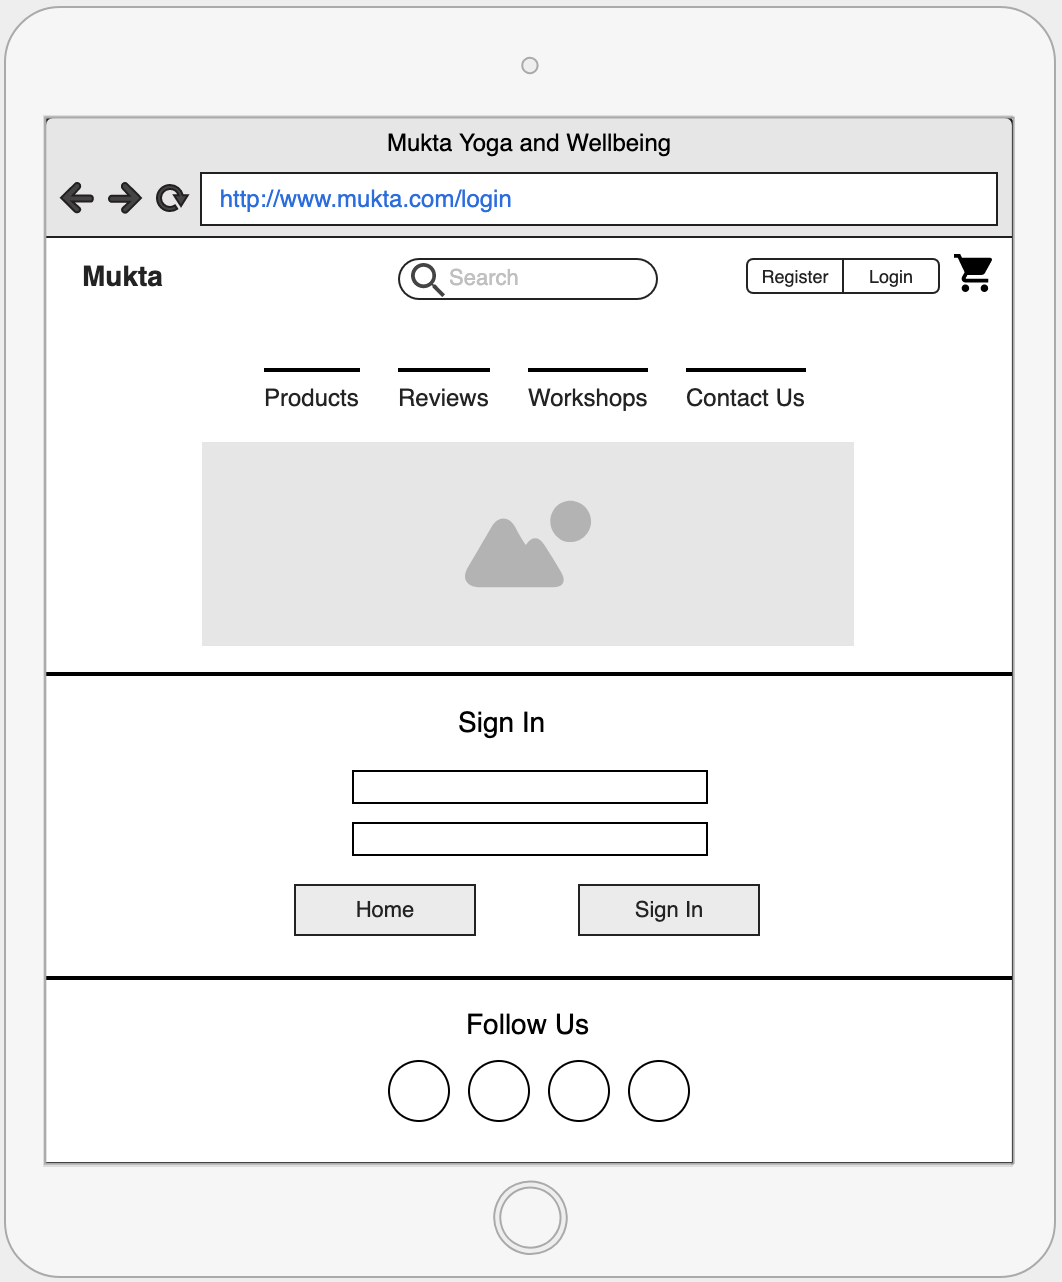 Mukta Yoga and Wellbeing
http://www.mukta.com/login
Mukta
Search
Register
Login
Products
Reviews
Workshops
Contact Us
Sign In
Home
Sign In
Follow Us